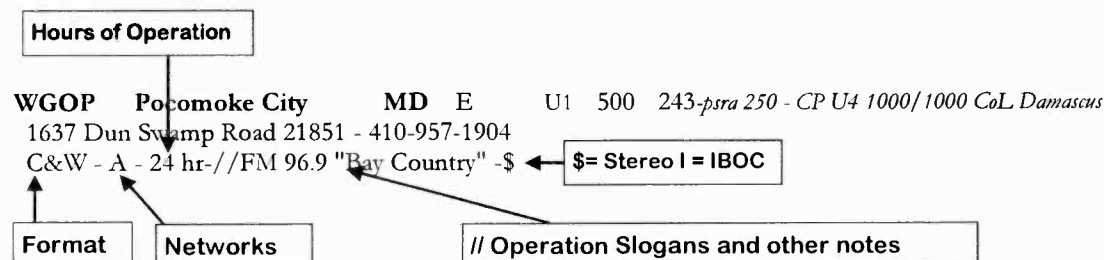 Hours of Operation
WGOP Pocomoke City MD E U1 500 243-psra 250 - CP U4 1000/1000 CoL Damascus
1637 Dun Swamp Road 21851 - 410-957-1904
C&W - A - 24 hr-//FM 96.9 "Bay Country" -$
$= Stereo I = IBOC
Format
Networks
// Operation Slogans and other notes